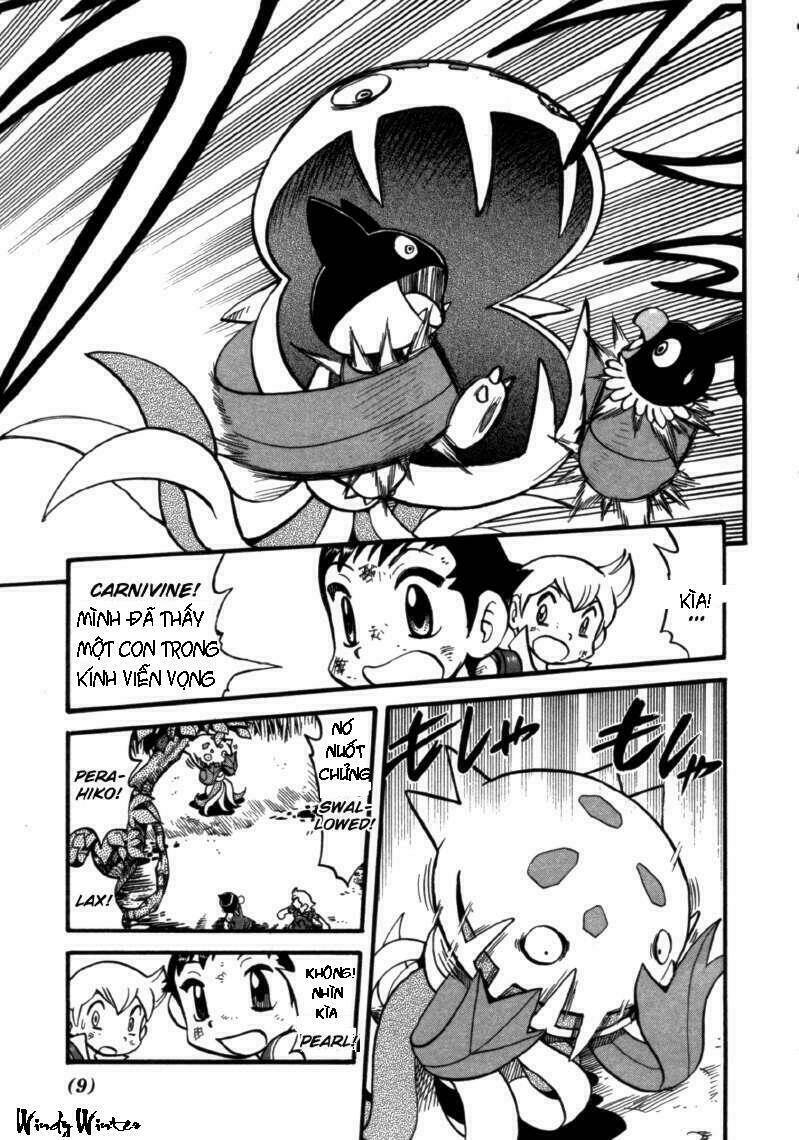 KÌA!
...
CARNIVINE!
MÌNH ĐÃ THẤY
MỘT CON TRONG
KÍNH VIỄN VỌNG
もしゃ
もしゃ
NÓ
NUỐT
CHỬNG
SWAL-
LOWED!
PERA-
HIKO!
LAX!
KHÔNG!
NHÌN
KÌA
PEARL!
(9)
Windy Winter